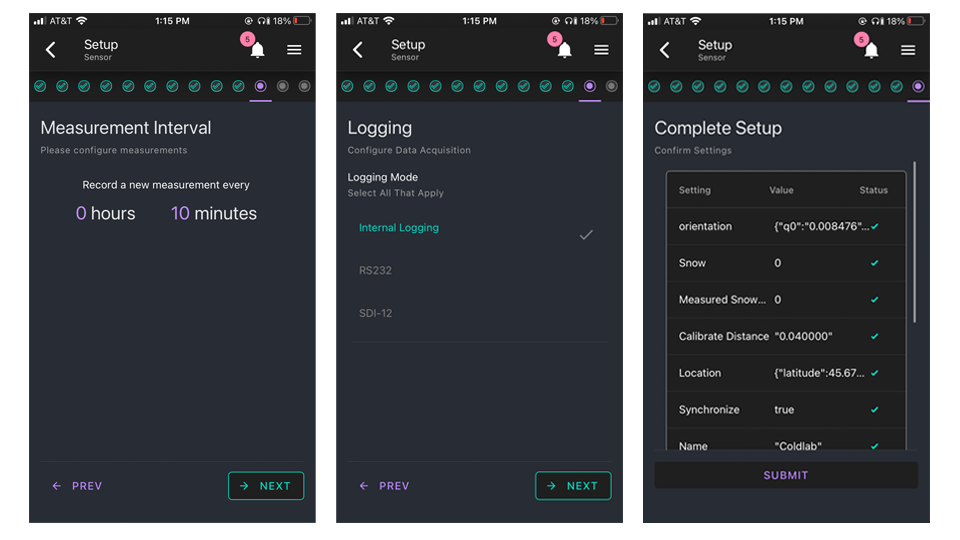 AT&T 1:15 PM 18%
Setup
Sensor
5
Measurement Interval
Please configure measurements
Record a new measurement every
0 hours 10 minutes
PREV NEXT
AT&T 1:15 PM 18%
Setup
Sensor
5
Logging
Configure Data Acquisition
Logging Mode
Select All That Apply
Internal Logging
RS232
SDI-12
PREV NEXT
AT&T 1:15 PM 18%
Setup
Sensor
5
Complete Setup
Confirm Settings
Setting Value Status
orientation {"q0":"0.008476"...
Snow 0
Measured Snow... 0
Calibrate Distance "0.040000"
Location {"latitude":45.67...
Synchronize true
Name "Coldlab"
SUBMIT